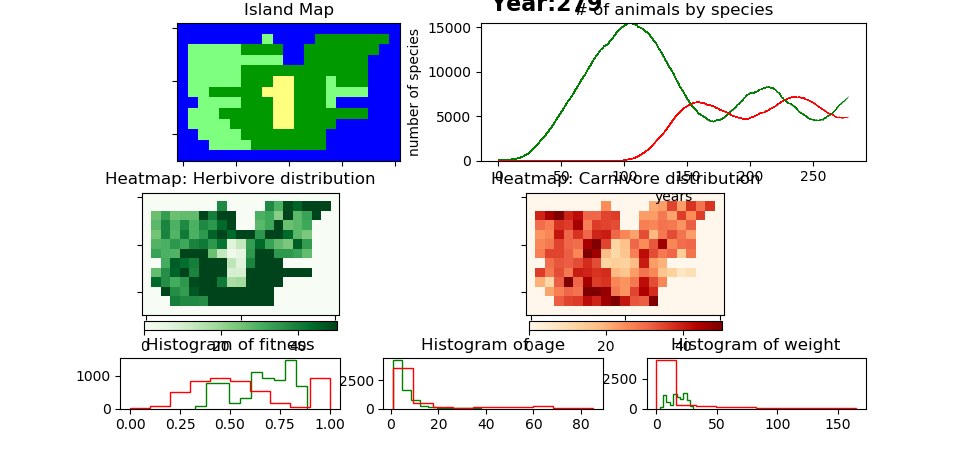 Year:279
Island Map
# of animals by species
number of species
15000
10000
5000
0
0 50 100 150 200 250
years
Heatmap: Herbivore distribution
Heatmap: Carnivore distribution
0 20 40
0 20 40
Histogram of fitness
Histogram of age
Histogram of weight
1000
0
0.00 0.25 0.50 0.75 1.00
2500
0
0 20 40 60 80
2500
0
0 50 100 150